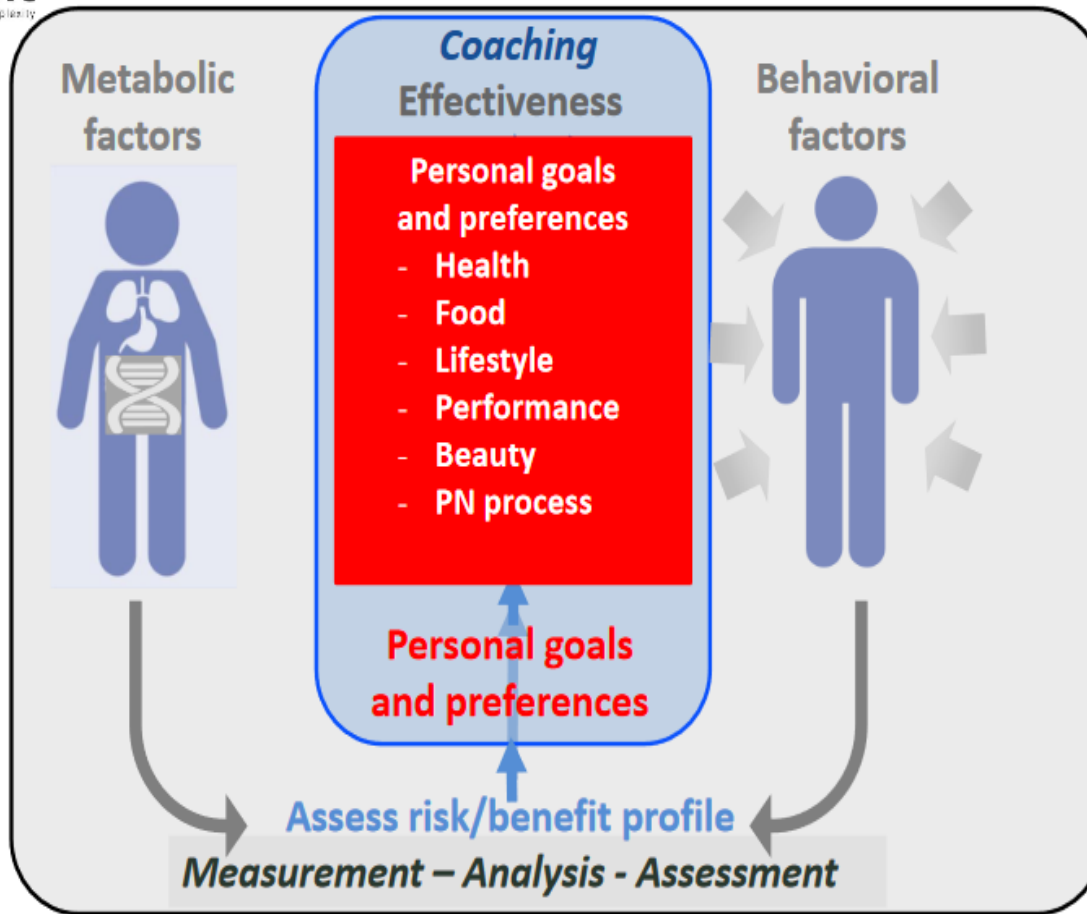 plexity
Metabolic
factors
Coaching
Effectiveness
Behavioral
factors
Personal goals
and preferences
- Health
- Food
- Lifestyle
- Performance
- Beauty
- PN process
Personal goals
and preferences
Assess risk/benefit profile
Measurement – Analysis - Assessment